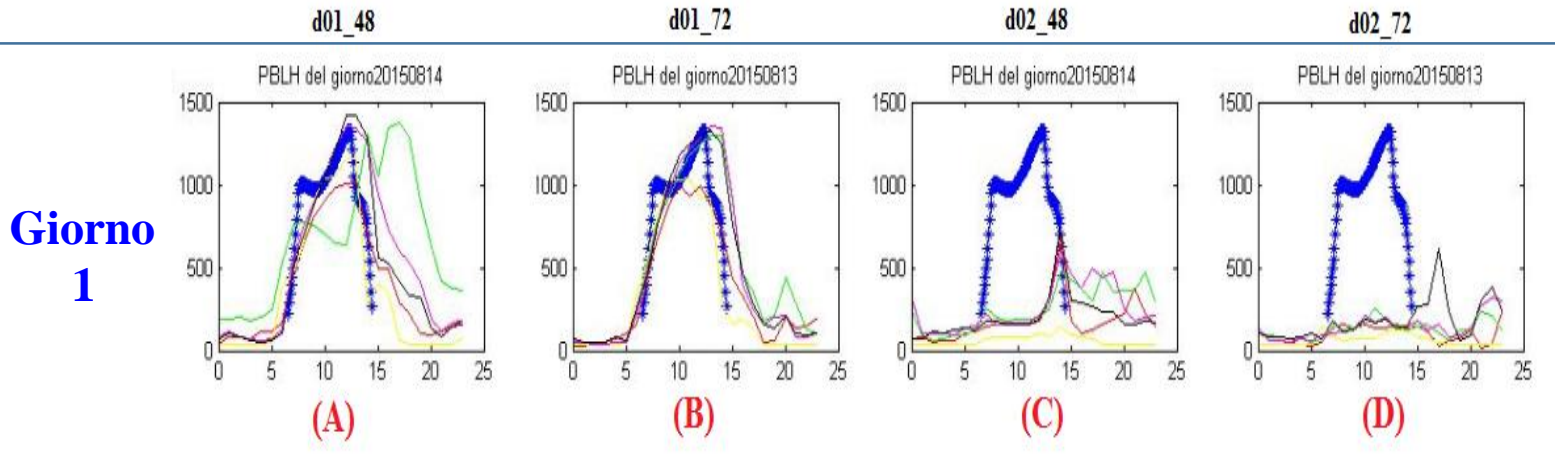 d01_48 d01_72 d02_48 d02_72
PBLH del giorno20150814 PBLH del giorno20150813 PBLH del giorno20150814 PBLH del giorno20150813
Giorno
1
1500 1500 1500 1500
1000 1000 1000 1000
500 500 500 500
0 0 0 0
0 5 10 15 20 25 0 5 10 15 20 25 0 5 10 15 20 25 0 5 10 15 20 25
(A) (B) (C) (D)